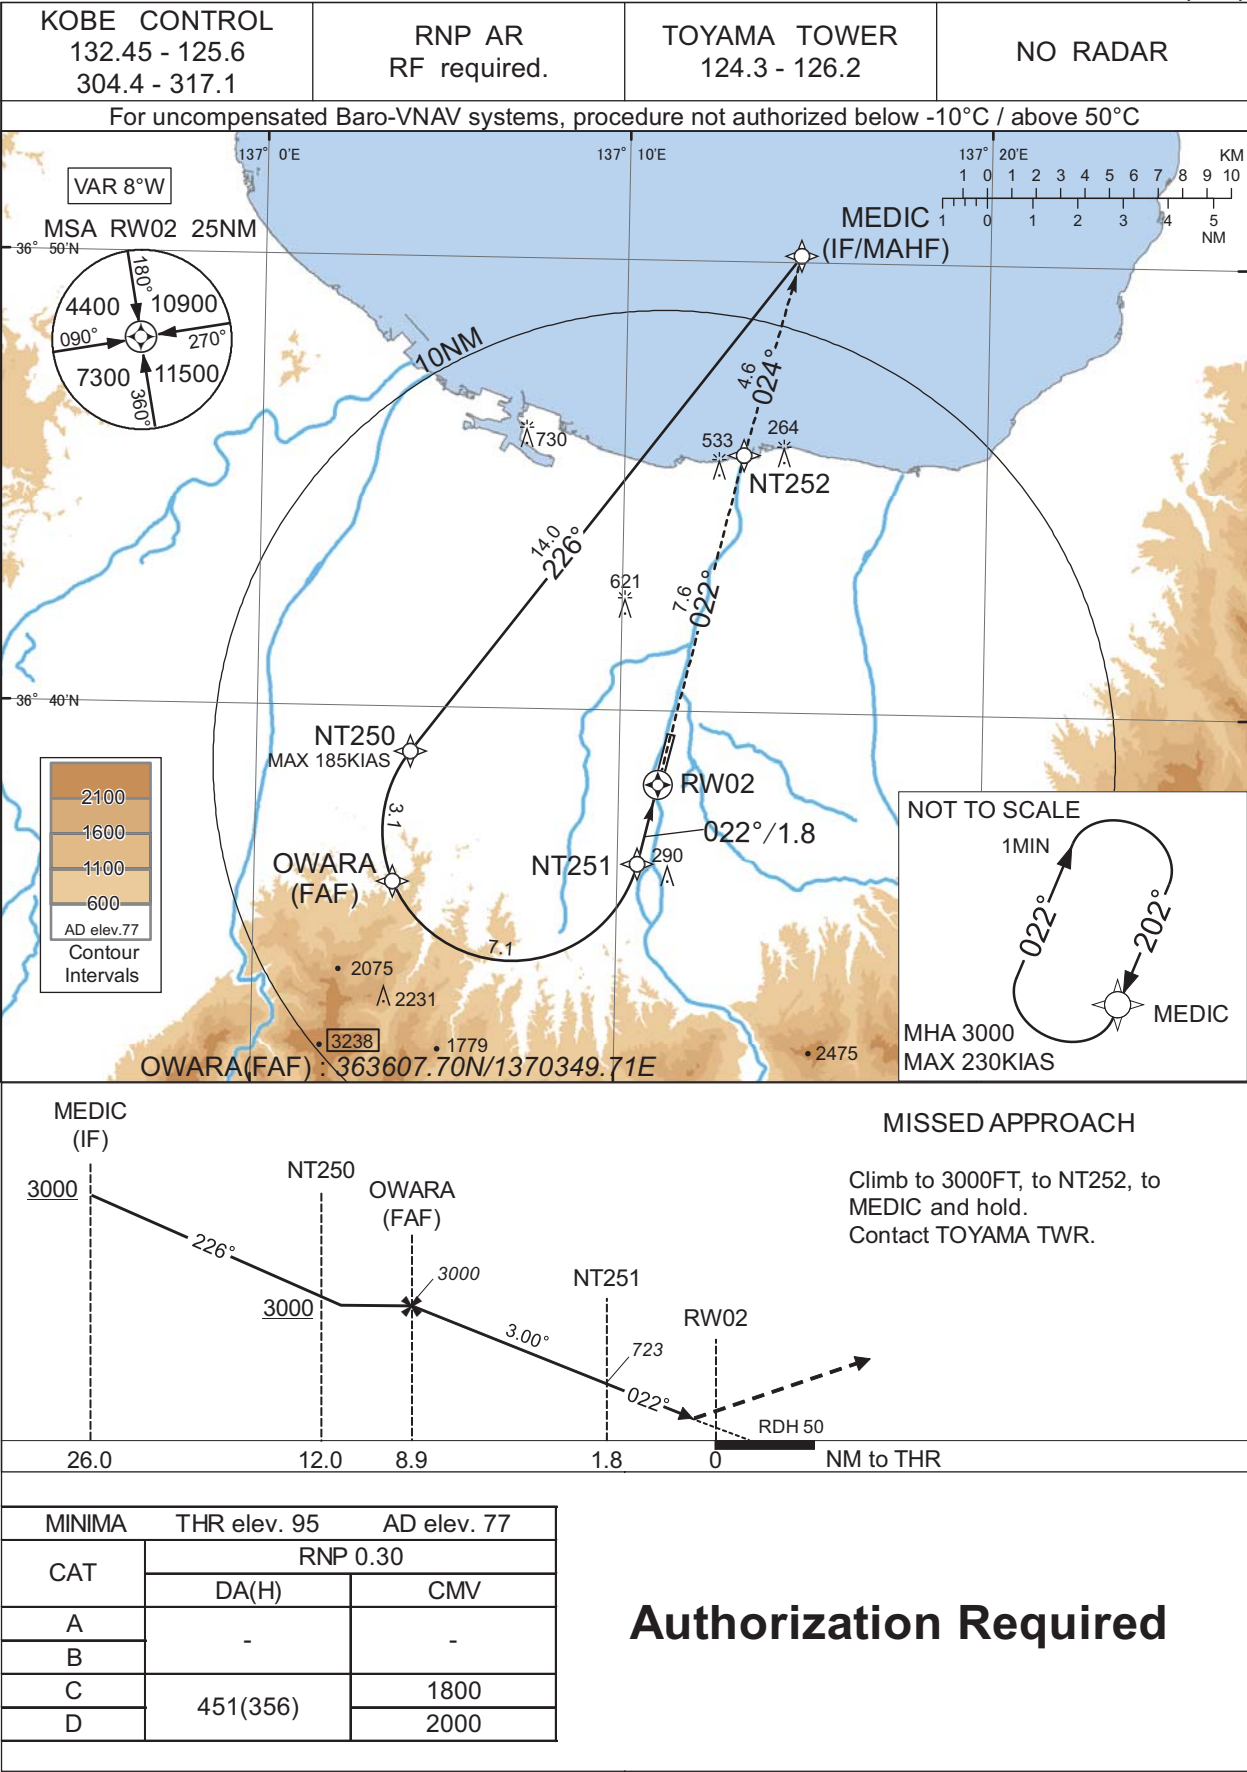 KOBE CONTROL
132.45 - 125.6
304.4 - 317.1
RNP AR
RF required.
TOYAMA TOWER
124.3 - 126.2
NO RADAR
For uncompensated Baro-VNAV systems, procedure not authorized below -10°C / above 50°C
137° 0'E
137° 10'E
137° 20'E
KM
1 0 1 2 3 4 5 6 7 8 9 10
1 0 1 2 3 4 5
NM
VAR 8°W
MSA RW02 25NM
36° 50'N
180°
4400
10900
090°
270°
7300
11500
360°
MEDIC
(IF/MAHF)
10NM
4.6
024°
730
533
264
NT252
14.0
226°
621
7.6
022°
36° 40'N
NT250
MAX 185KIAS
3.1
RW02
022°/1.8
OWARA
(FAF)
NT251
290
7.1
2100
1600
1100
600
AD elev.77
Contour
Intervals
2075
2231
3238
1779
2475
OWARA(FAF) : 363607.70N/1370349.71E
NOT TO SCALE
1MIN
022°
202°
MEDIC
MHA 3000
MAX 230KIAS
MEDIC
(IF)
3000
226°
NT250
3000
OWARA
(FAF)
3000
3.00°
NT251
723
022°
RW02
RDH 50
26.0
12.0
8.9
1.8
0
NM to THR
MISSED APPROACH
Climb to 3000FT, to NT252, to
MEDIC and hold.
Contact TOYAMA TWR.
MINIMA THR elev. 95 AD elev. 77
CAT
RNP 0.30
DA(H)
CMV
A
B
-
-
C
D
451(356)
1800
2000
Authorization Required